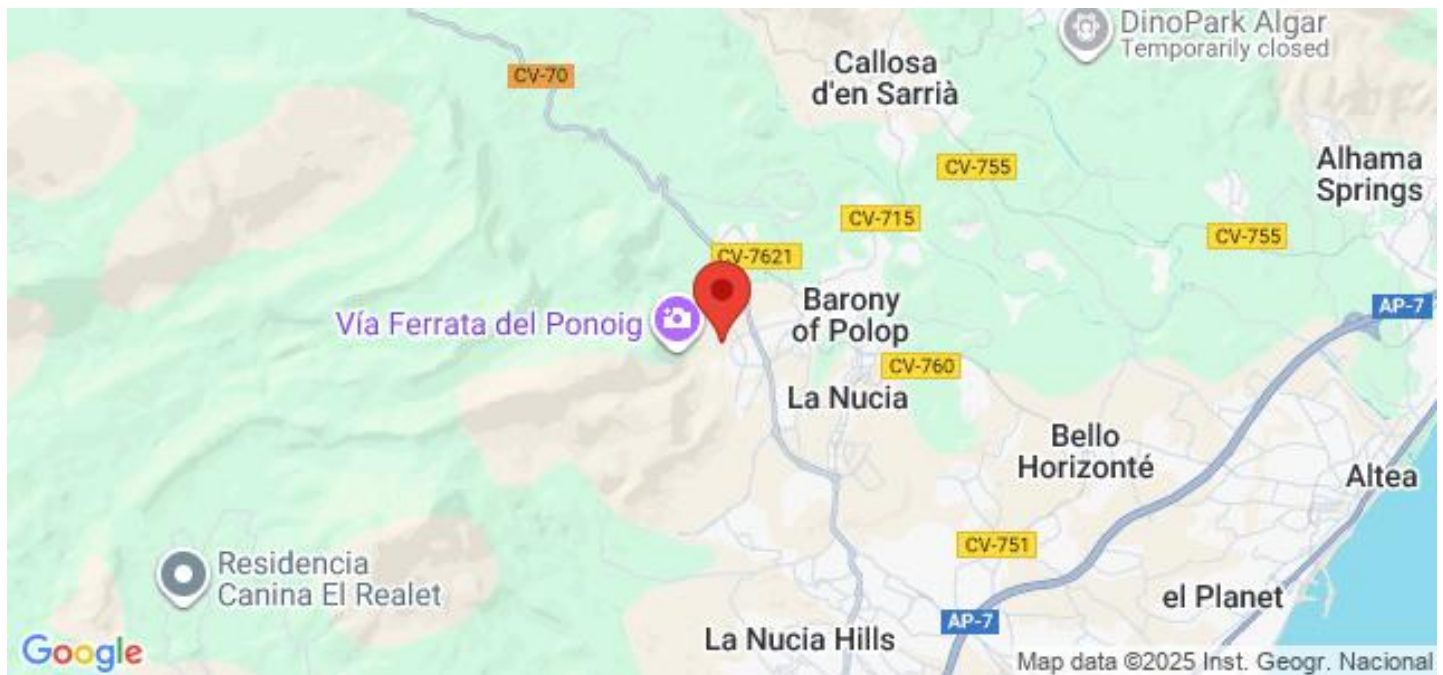 DinoPark Algar
Temporarily closed
Callosa
d'en Sarrià
CV-70
CV-755
Alhama
Springs
CV-715
CV-755
CV-7621
Barony
of Polop
AP-7
Vía Ferrata del Ponoig
CV-760
La Nucia
Bello
Horizonté
Altea
CV-751
Residencia
Canina El Realet
el Planet
AP-7
La Nucia Hills
Google
Map data ©2025 Inst. Geogr. Nacional